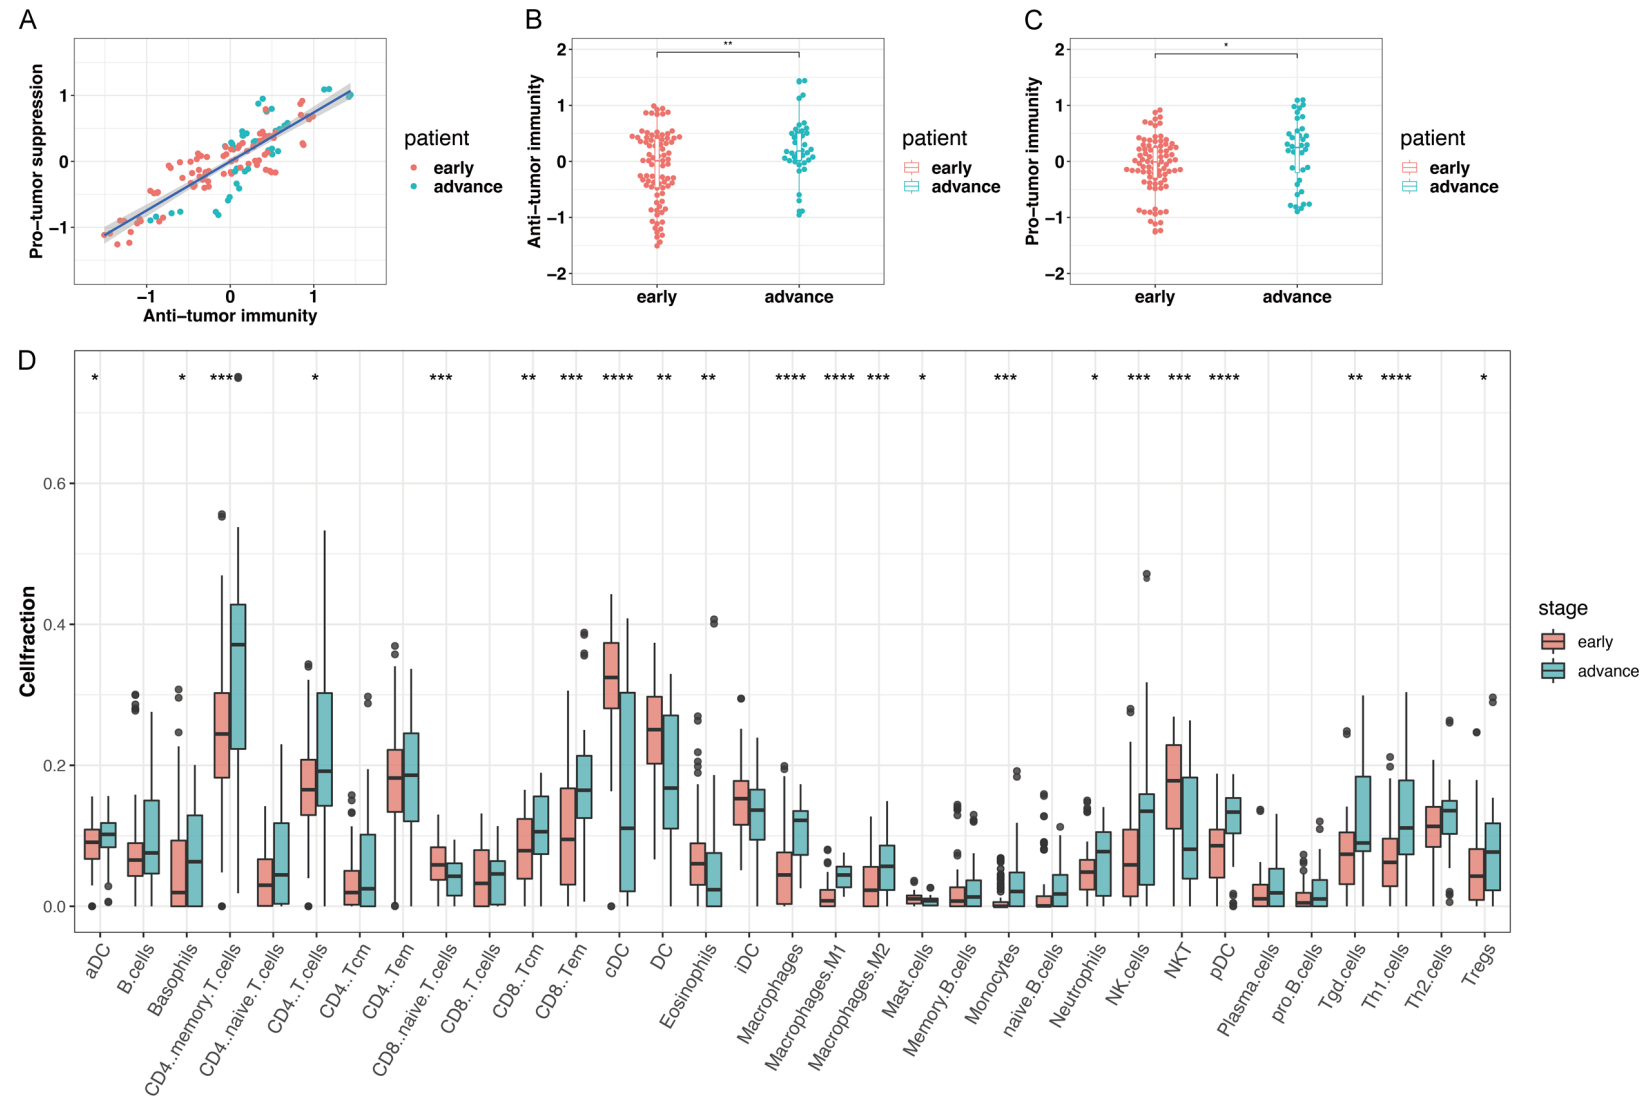 A
Pro-tumor suppression
1
0
−1
−1
0
1
Anti-tumor immunity
patient
early
advance
B
**
Anti-tumor immunity
2
1
0
−1
−2
early
advance
patient
early
advance
C
*
Pro-tumor immunity
2
1
0
−1
−2
early
advance
patient
early
advance
D
* * *** * *** ** *** **** ** ** **** **** *** * *** * *** *** **** ** **** *
Cellfraction
0.6
0.4
0.2
0.0
aDC
B.cells
Basophils
CD4..memory.T.cells
CD4..naive.T.cells
CD4..T.cells
CD4..Tcm
CD4..Tem
CD8..naive.T.cells
CD8..T.cells
CD8..Tcm
CD8..Tem
cDC
DC
Eosinophils
iDC
Macrophages
Macrophages.M1
Macrophages.M2
Mast.cells
Memory.B.cells
Monocytes
naive.B.cells
Neutrophils
NK.cells
NKT
pDC
Plasma.cells
pro.B.cells
Tgd.cells
Th1.cells
Th2.cells
Tregs
stage
early
advance